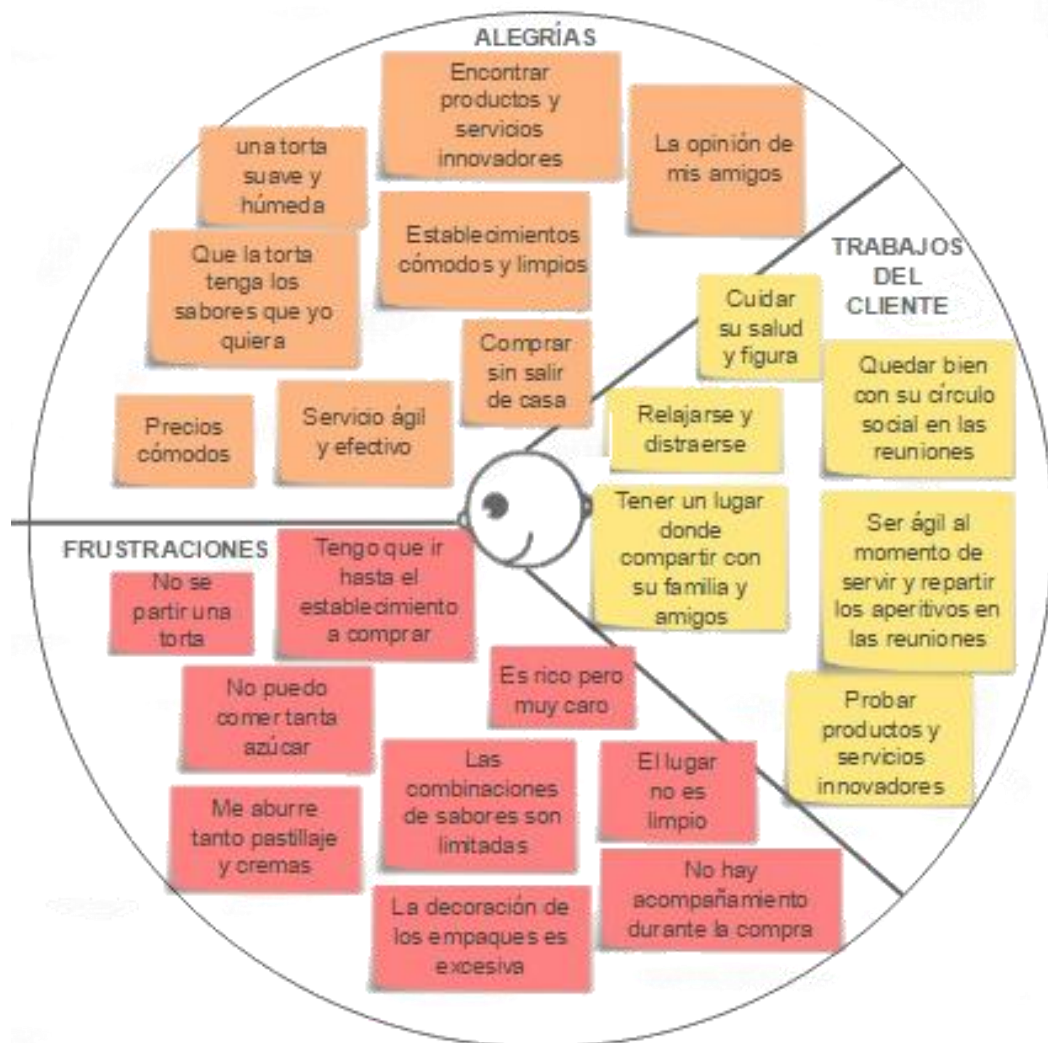 ALEGRÍAS
Encontrar
productos y
servicios
innovadores
La opinión de
mis amigos
una torta
suave y
húmeda
Establecimientos
cómodos y limpios
Que la torta
tenga los
sabores que yo
quiera
Comprar
sin salir
de casa
Precios
cómodos
Servicio ágil
y efectivo
TRABAJOS
DEL
CLIENTE
Cuidar
su salud
y figura
Quedar bien
con su círculo
social en las
reuniones
Relajarse y
distraerse
Tener un lugar
donde
compartir con
su familia y
amigos
Ser ágil al
momento de
servir y repartir
los aperitivos en
las reuniones
Probar
productos y
servicios
innovadores
FRUSTRACIONES
No se
partir una
torta
Tengo que ir
hasta el
establecimiento
a comprar
No puedo
comer tanta
azúcar
Es rico pero
muy caro
Me aburre
tanto pastillaje
y cremas
Las
combinaciones
de sabores son
limitadas
El lugar
no es
limpio
La decoración de
los empaques es
excesiva
No hay
acompañamiento
durante la compra